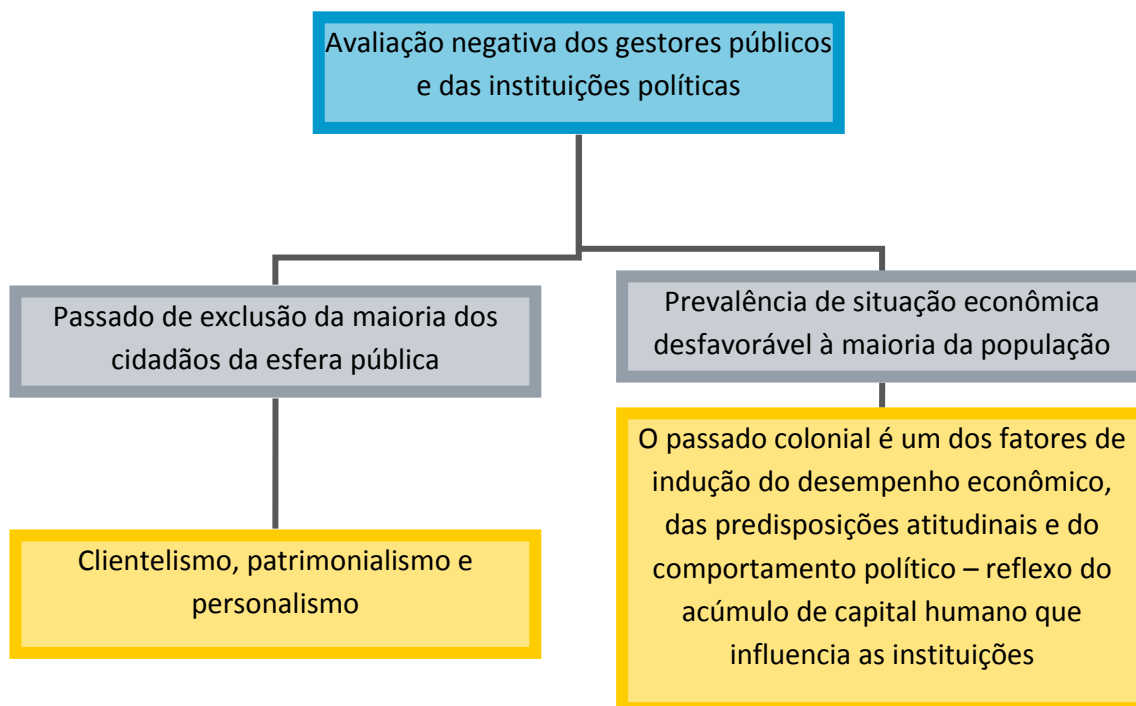 Avaliação negativa dos gestores públicos
e das instituições políticas
Passado de exclusão da maioria dos
cidadãos da esfera pública
Prevalência de situação econômica
desfavorável à maioria da população
Clientelismo, patrimonialismo e
personalismo
O passado colonial é um dos fatores de
indução do desempenho econômico,
das predisposições atitudinais e do
comportamento político – reflexo do
acúmulo de capital humano que
influencia as instituições